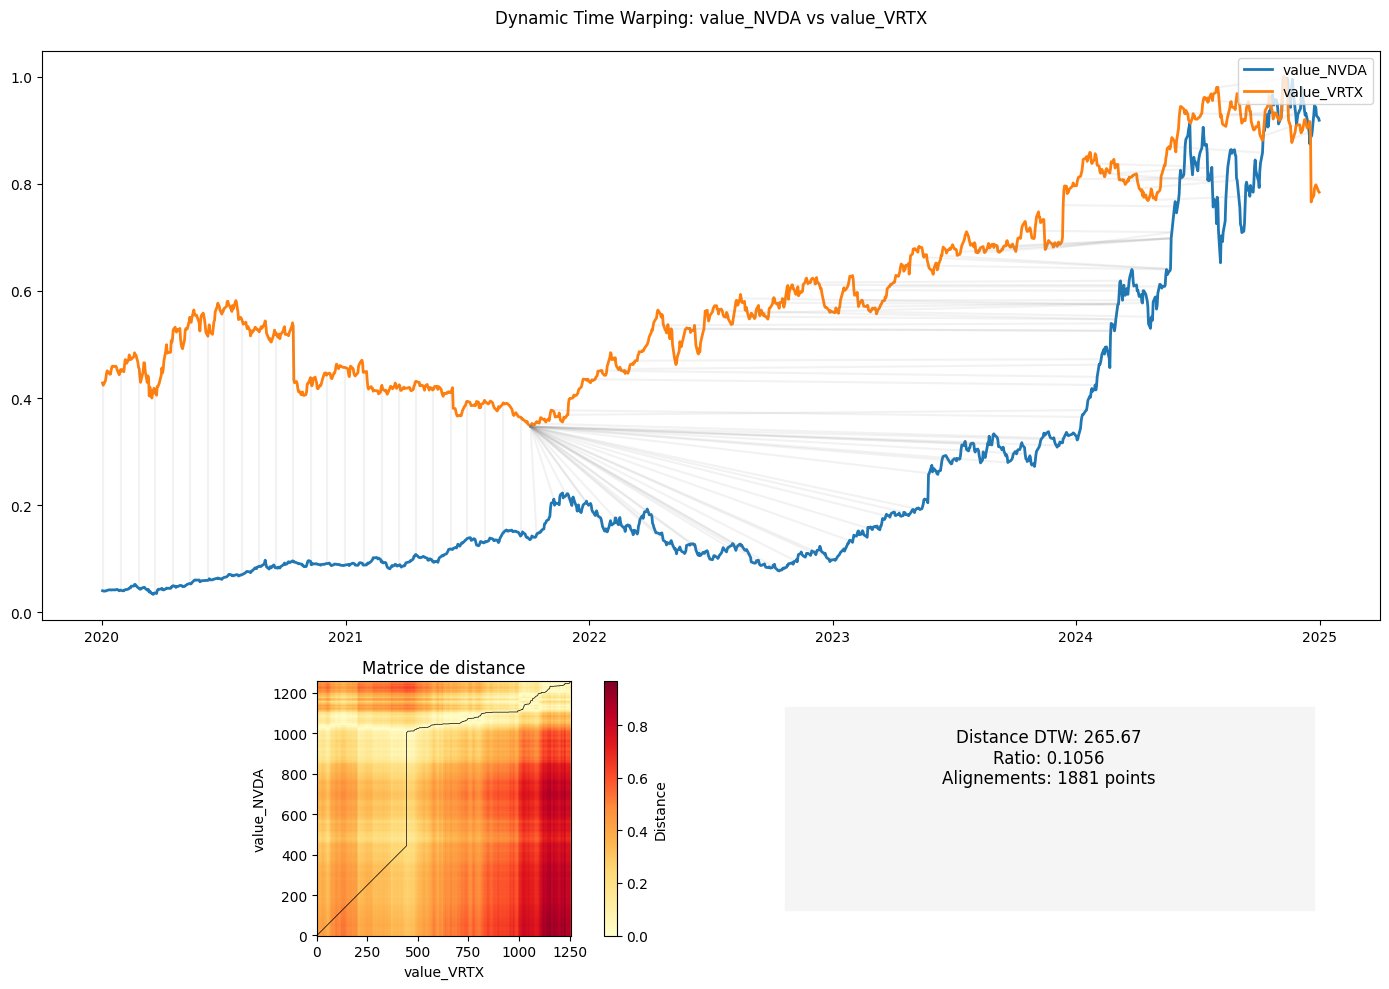 Dynamic Time Warping: value_NVDA vs value_VRTX
value_NVDA
value_VRTX
1.0
0.8
0.6
0.4
0.2
0.0
2020 2021 2022 2023 2024 2025
Matrice de distance
value_NVDA
1200
1000
800
600
400
200
0
0 250 500 750 1000 1250
value_VRTX
0.8
0.6
0.4
0.2
0.0
Distance
Distance DTW: 265.67
Ratio: 0.1056
Alignements: 1881 points